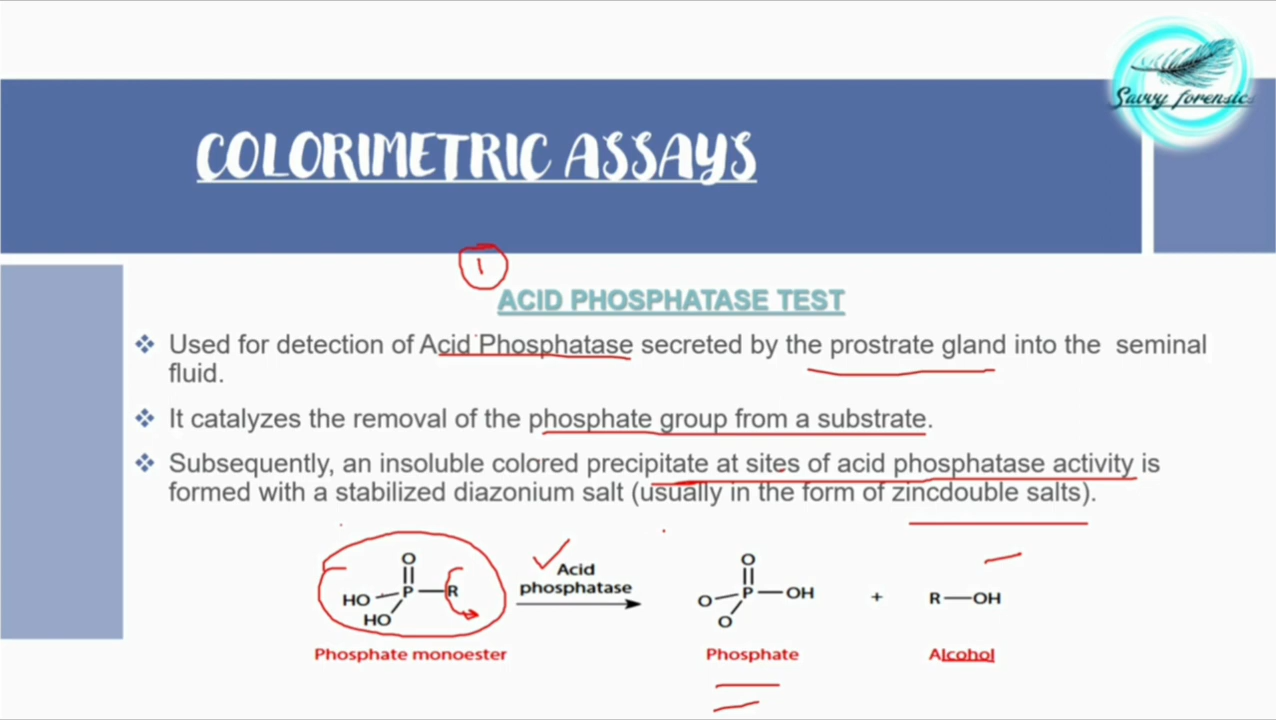 Savvy forensics
COLORIMETRIC ASSAYS
1
ACID PHOSPHATASE TEST
❖ Used for detection of Acid Phosphatase secreted by the prostrate gland into the seminal
fluid.
❖ It catalyzes the removal of the phosphate group from a substrate.
❖ Subsequently, an insoluble colored precipitate at sites of acid phosphatase activity is
formed with a stabilized diazonium salt (usually in the form of zincdouble salts).
O
HO P R
HO
Acid
phosphatase
O
O P OH
O
+
R OH
Phosphate monoester
Phosphate
Alcohol